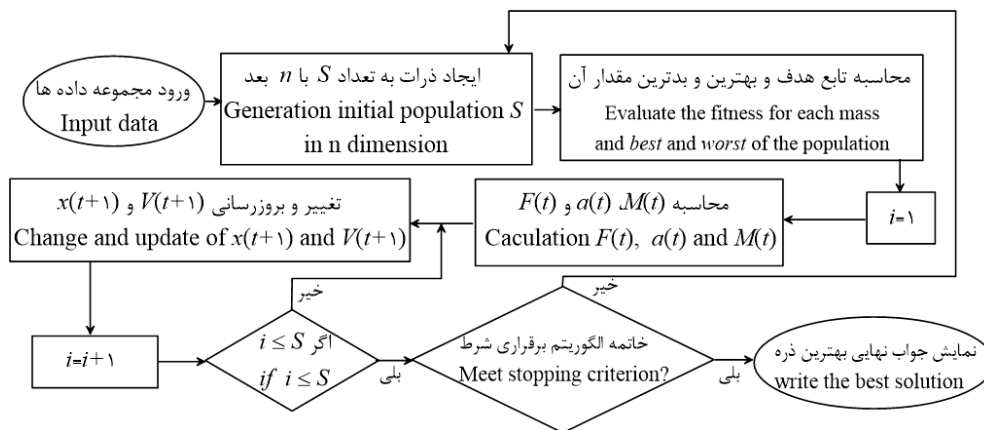 ورود مجموعه داده ها
Input data
ایجاد ذرات به تعداد S با n بعد
Generation initial population S
in n dimension
محاسبه تابع هدف و بهترین و بدترین مقدار آن
Evaluate the fitness for each mass
and best and worst of the population
i=۱
محاسبه M(t)، a(t) و F(t)
Caculation F(t), a(t) and M(t)
تغییر و بروزرسانی V(t+۱) و x(t+۱)
Change and update of x(t+۱) and V(t+۱)
i=i+۱
اگر i ≤ S
if i ≤ S
خیر
بلی
خاتمه الگوریتم برقراری شرط
Meet stopping criterion?
خیر
بلی
نمایش جواب نهایی بهترین ذره
write the best solution